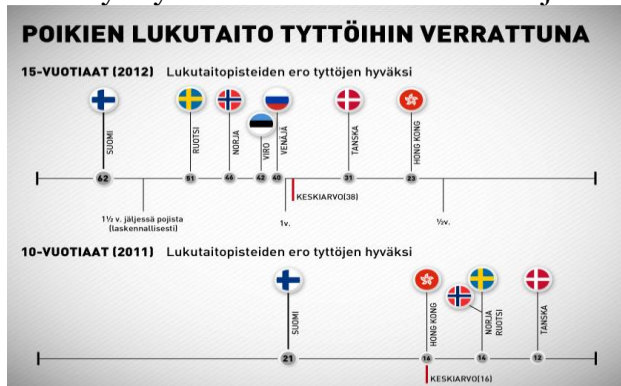 POIKIEN LUKUTAITO TYTTÖIHIN VERRATTUNA
15-VUOTIAAT (2012) Lukutaitopisteiden ero tyttöjen hyväksi
SUOMI
RUOTSI
NORJA
VIRO
VENÄJÄ
TANSKA
HONG KONG
62
51
46
42
40
31
23
KESKIARVO(38)
1½ v. jäljessä pojista
(laskennallisesti)
1v.
½v.
10-VUOTIAAT (2011) Lukutaitopisteiden ero tyttöjen hyväksi
SUOMI
HONG KONG
NORJA
RUOTSI
TANSKA
21
16
14
12
KESKIARVO(16)